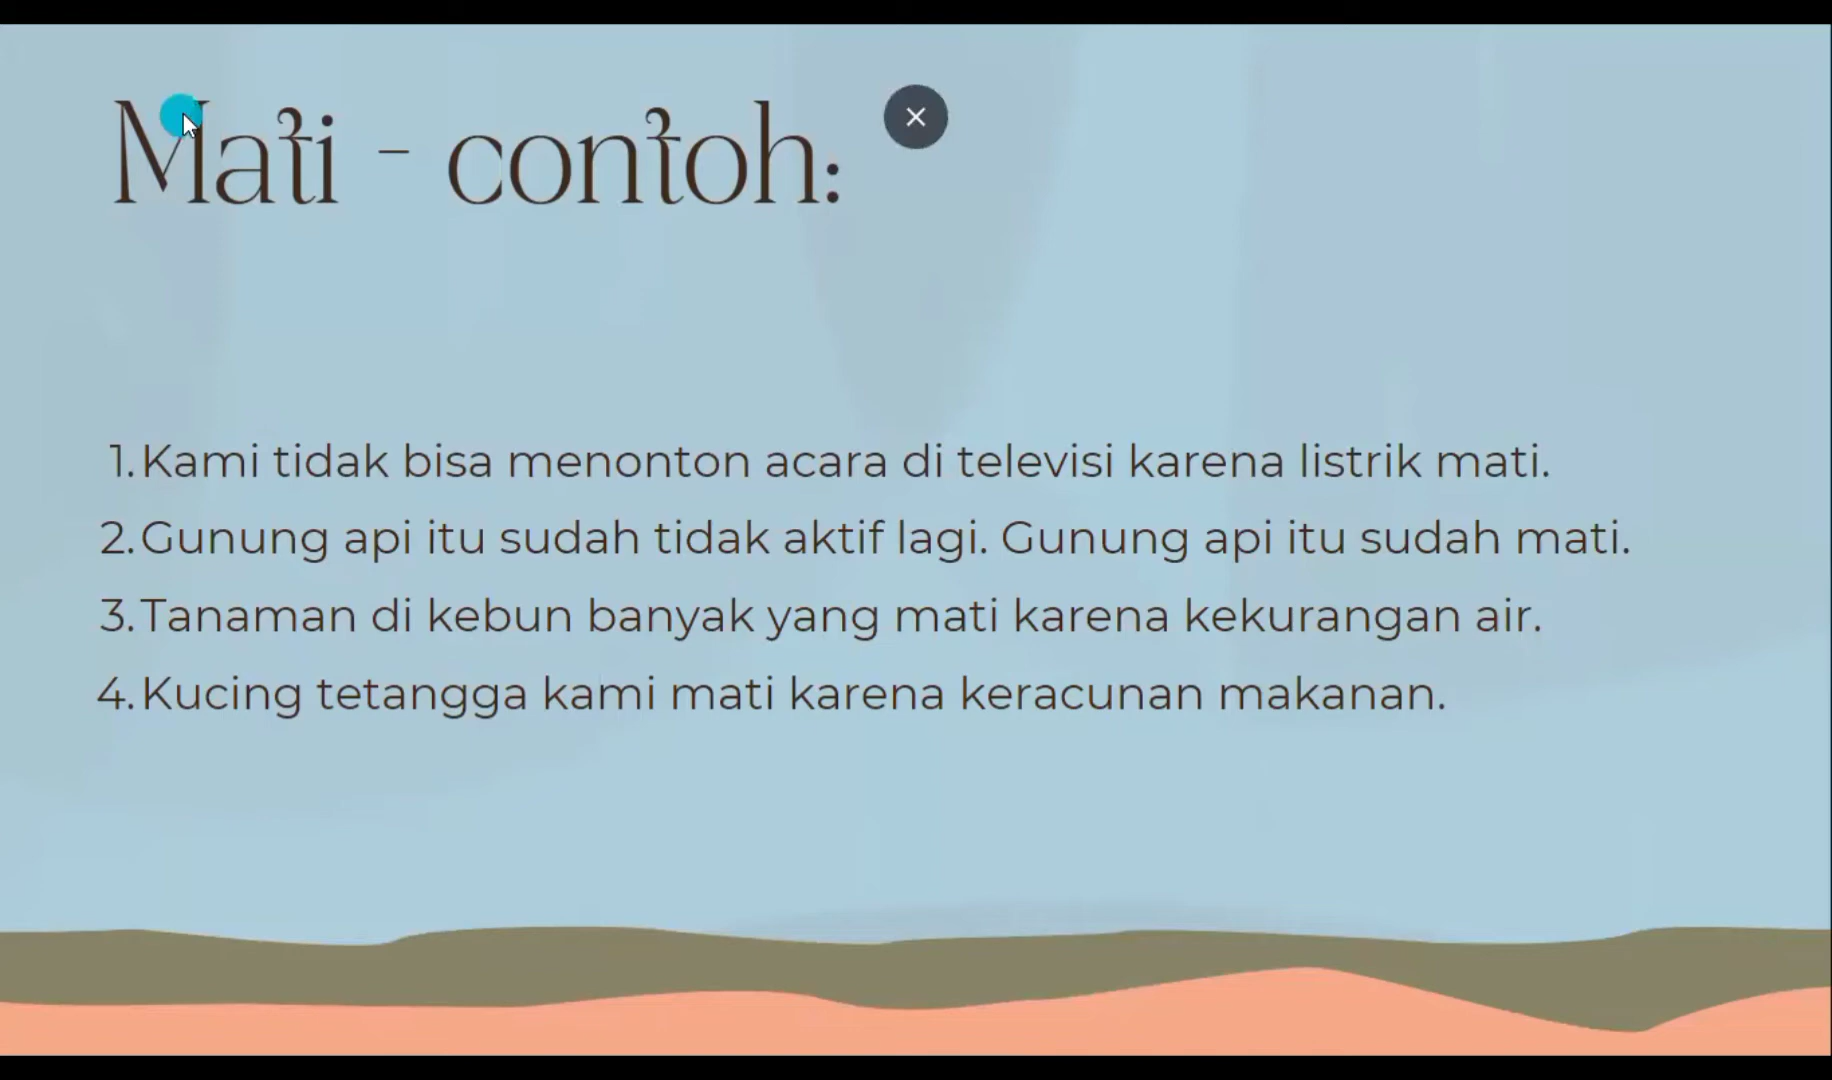 Mati - contoh:
1.Kami tidak bisa menonton acara di televisi karena listrik mati.
2.Gunung api itu sudah tidak aktif lagi. Gunung api itu sudah mati.
3.Tanaman di kebun banyak yang mati karena kekurangan air.
4.Kucing tetangga kami mati karena keracunan makanan.